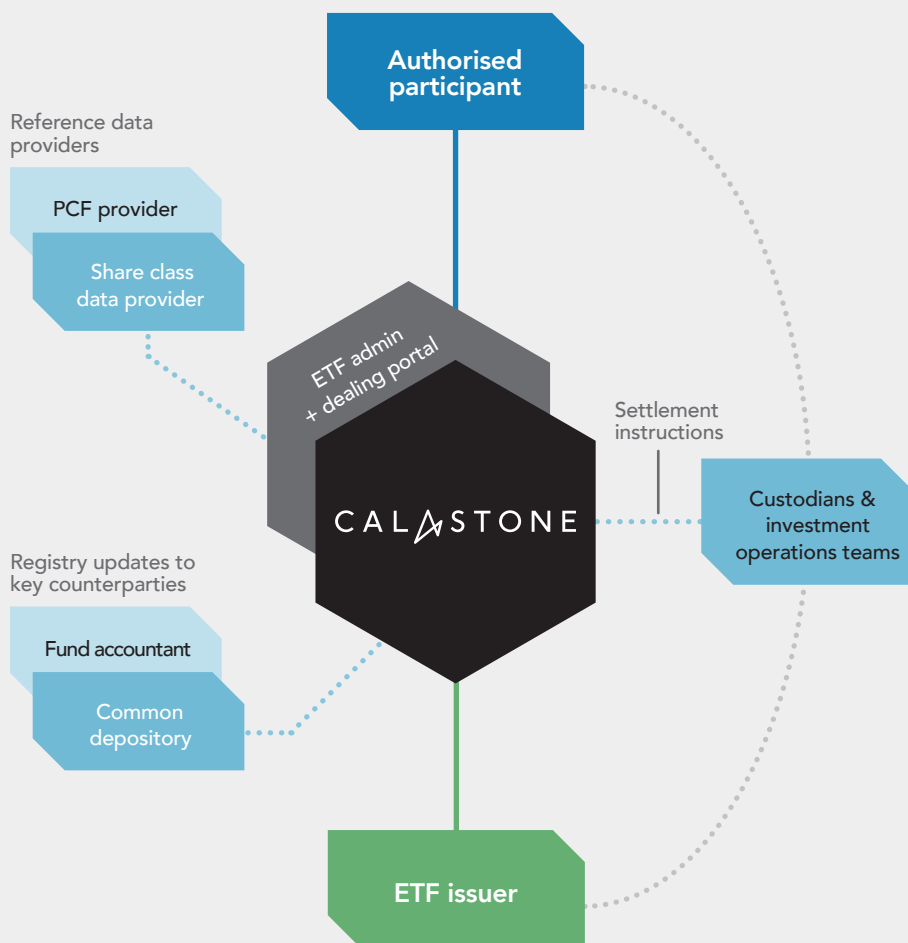 Authorised
participant
Reference data
providers
PCF provider
Share class
data provider
ETF admin
+ dealing portal
Settlement
instructions
CALASTONE
Custodians &
investment
operations teams
Registry updates to
key counterparties
Fund accountant
Common
depository
ETF issuer